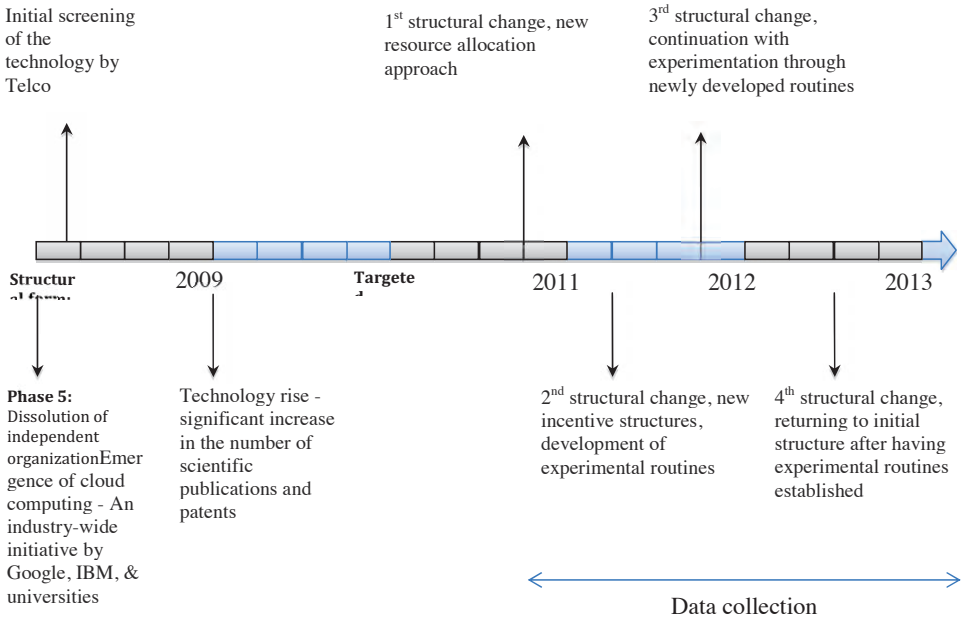 Initial screening
of the
technology by
Telco
1st structural change, new
resource allocation
approach
3rd structural change,
continuation with
experimentation through
newly developed routines
Structur
al form:
2009
Targete
d
2011
2012
2013
Phase 5:
Dissolution of
independent
organizationEmer
gence of cloud
computing - An
industry-wide
initiative by
Google, IBM, &
universities
Technology rise -
significant increase
in the number of
scientific
publications and
patents
2nd structural change, new
incentive structures,
development of
experimental routines
4th structural change,
returning to initial
structure after having
experimental routines
established
Data collection